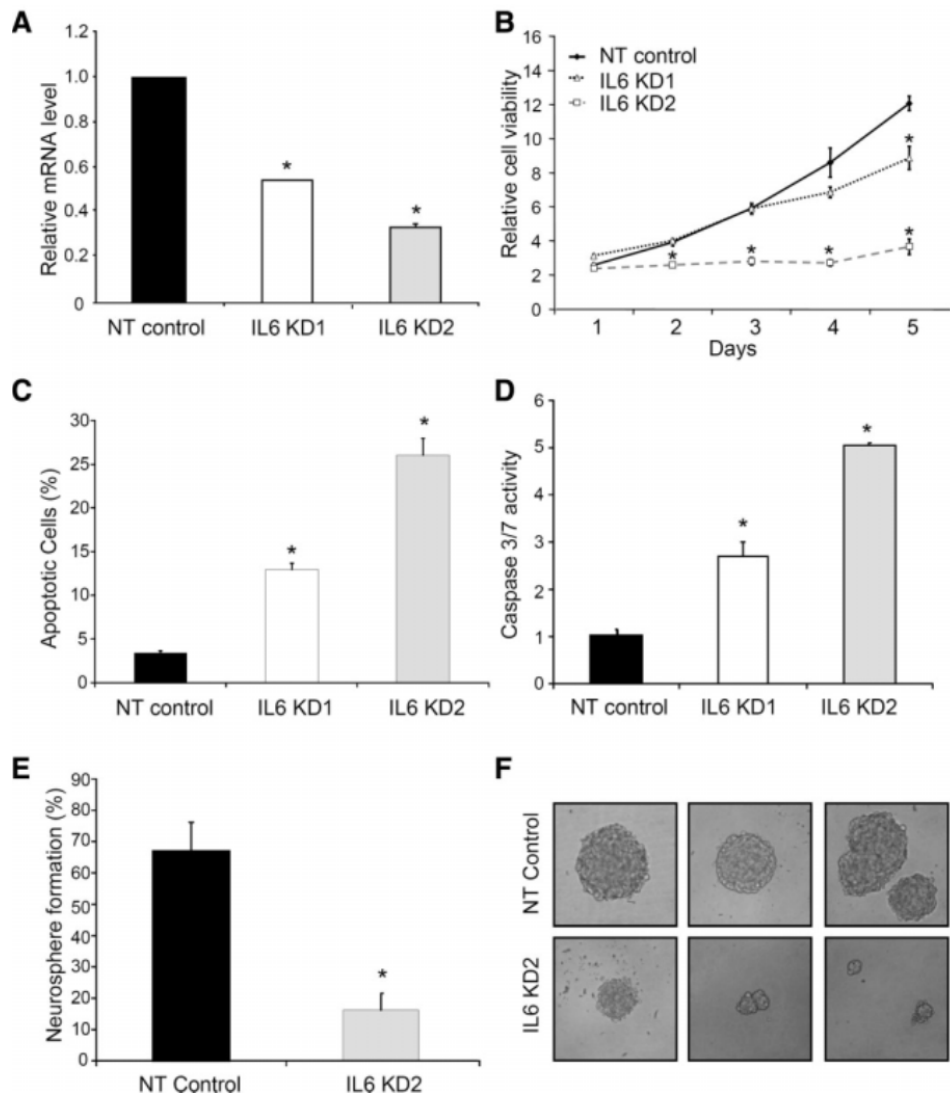 A
Relative mRNA level
1.2
1.0
0.8
0.6
0.4
0.2
0
*
*
NT control
IL6 KD1
IL6 KD2
B
Relative cell viability
16
14
12
10
8
6
4
2
0
NT control
IL6 KD1
IL6 KD2
*
*
*
*
*
1
2
3
4
5
Days
C
Apoptotic Cells (%)
30
25
20
15
10
5
0
*
*
NT control
IL6 KD1
IL6 KD2
D
Caspase 3/7 activity
6
5
4
3
2
1
0
*
*
NT control
IL6 KD1
IL6 KD2
E
Neurosphere formation (%)
90
80
70
60
50
40
30
20
10
0
*
NT Control
IL6 KD2
F
NT Control
IL6 KD2